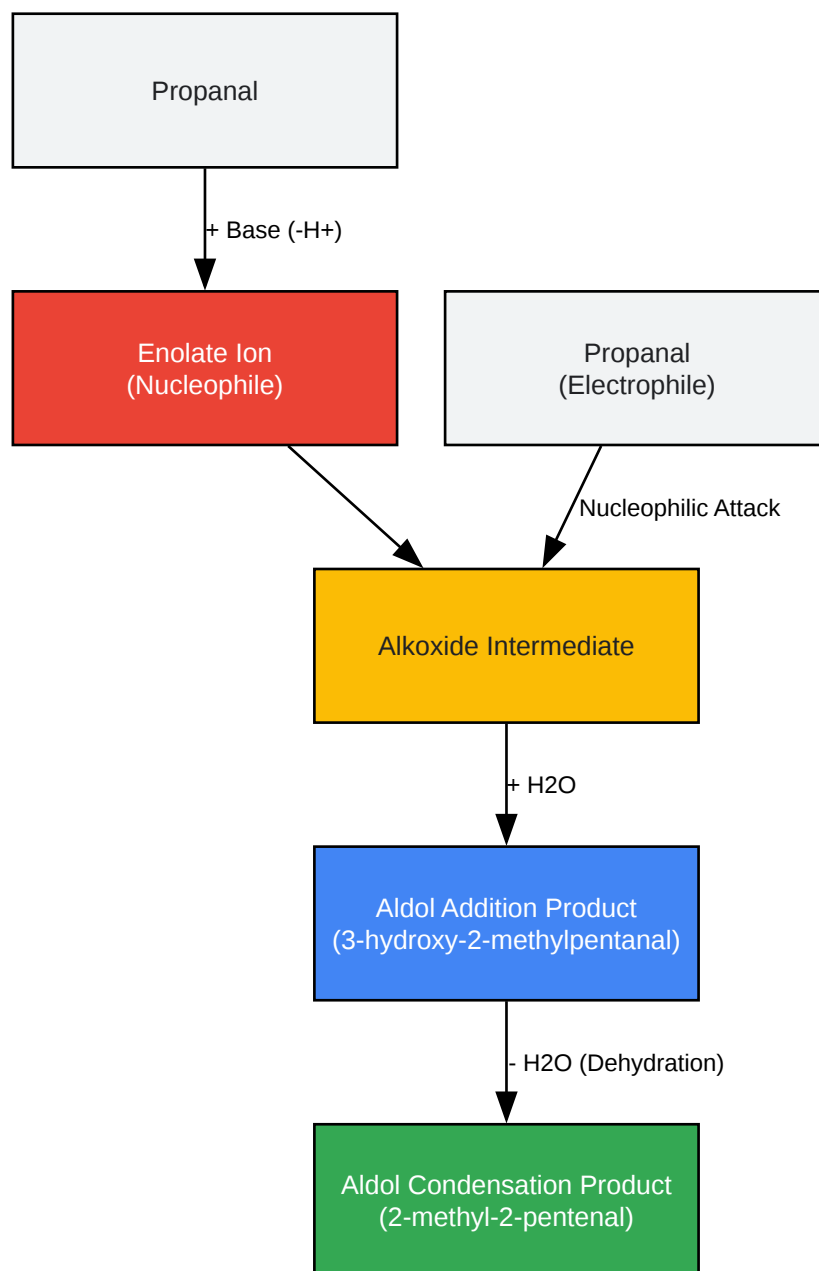 Propanal
+ Base (-H+)
Enolate Ion
(Nucleophile)
Propanal
(Electrophile)
Nucleophilic Attack
Alkoxide Intermediate
+ H2O
Aldol Addition Product
(3-hydroxy-2-methylpentanal)
- H2O (Dehydration)
Aldol Condensation Product
(2-methyl-2-pentenal)